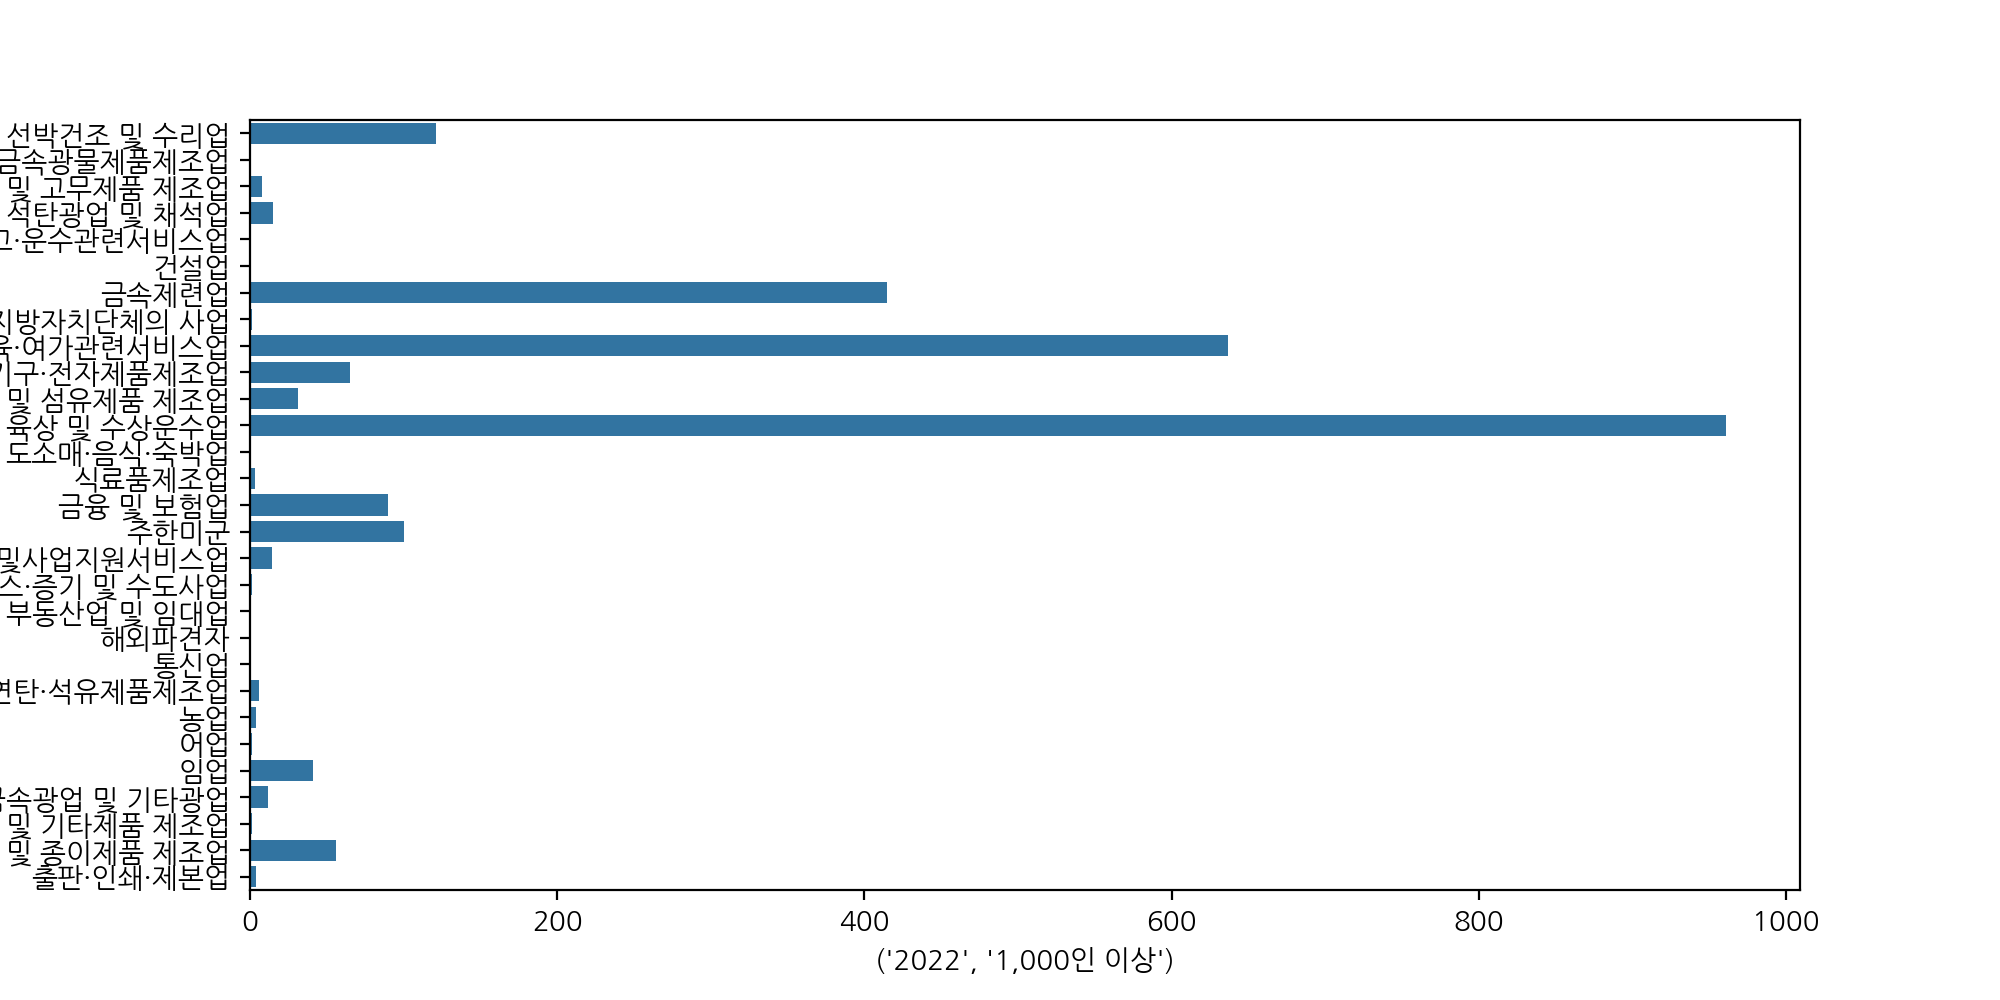 선박건조 및 수리업
금속광물제품제조업
및 고무제품 제조업
석탄광업 및 채석업
·운수관련서비스업
건설업
금속제련업
지방자치단체의 사업
·여가관련서비스업
기구·전자제품제조업
및 섬유제품 제조업
육상 및 수상운수업
도소매·음식·숙박업
식료품제조업
금융 및 보험업
주한미군
및사업지원서비스업
스·증기 및 수도사업
부동산업 및 임대업
해외파견자
통신업
연탄·석유제품제조업
농업
어업
임업
금속광업 및 기타광업
및 기타제품 제조업
및 종이제품 제조업
출판·인쇄·제본업
0 200 400 600 800 1000
('2022', '1,000인 이상')